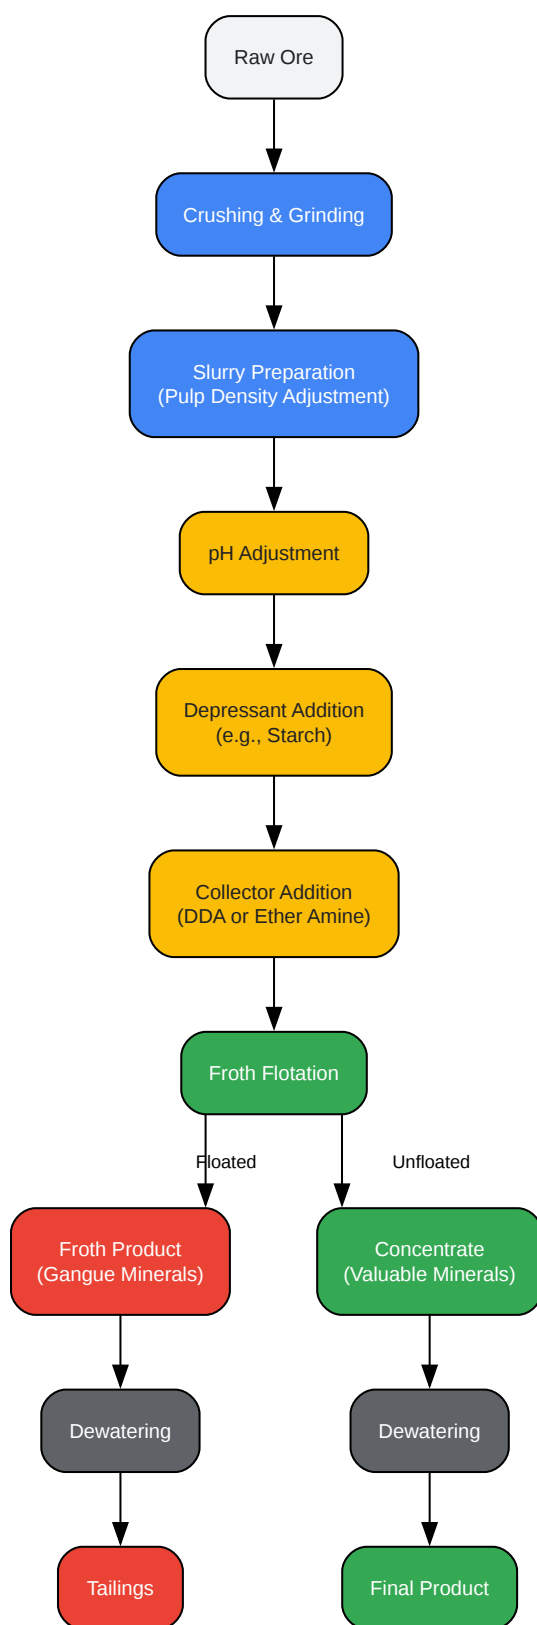 Raw Ore
Crushing & Grinding
Slurry Preparation
(Pulp Density Adjustment)
pH Adjustment
Depressant Addition
(e.g., Starch)
Collector Addition
(DDA or Ether Amine)
Froth Flotation
Floated
Unfloated
Froth Product
(Gangue Minerals)
Concentrate
(Valuable Minerals)
Dewatering
Dewatering
Tailings
Final Product